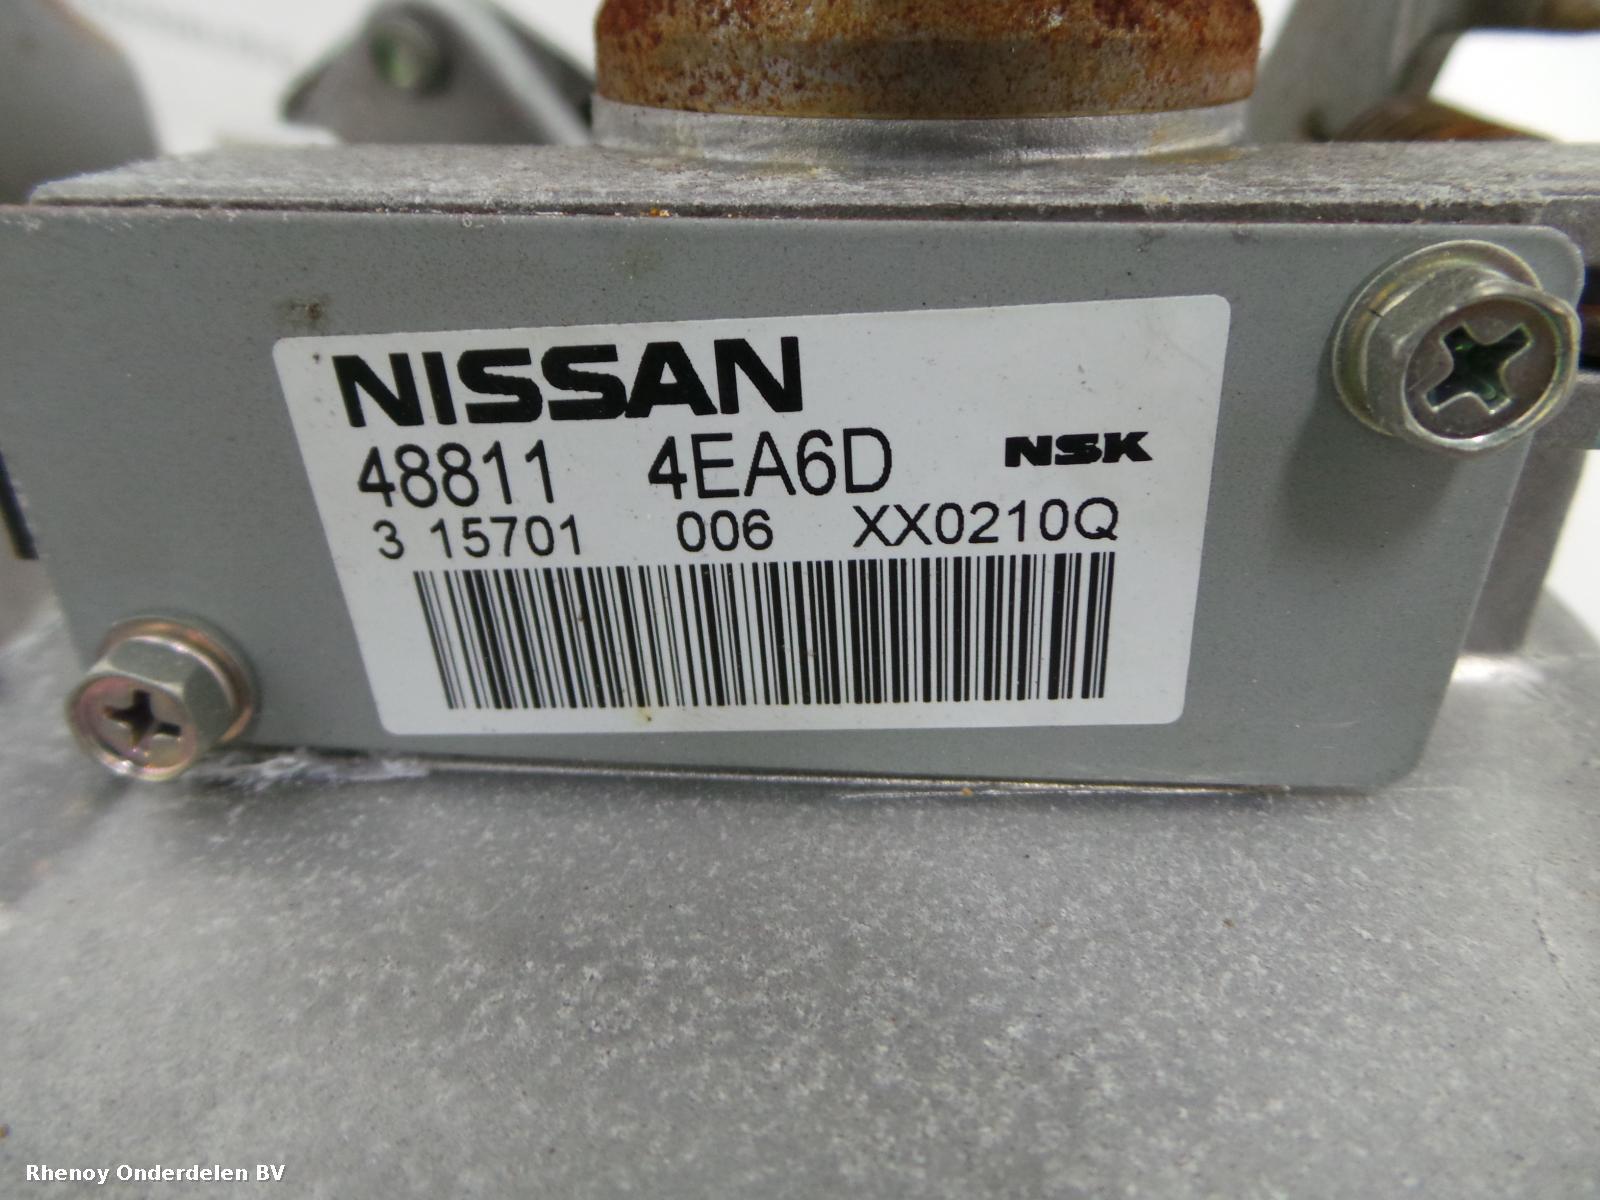 NISSAN
48811 4EA6D NSK
3 15701 006 XX0210Q
Rhenoy Onderdelen BV